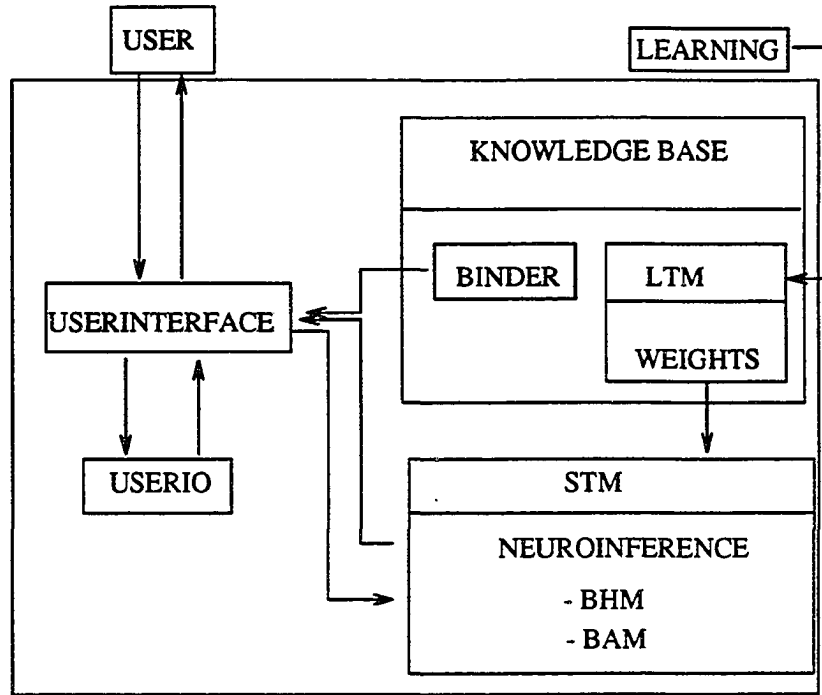 USER
LEARNING
KNOWLEDGE BASE
BINDER
LTM
USERINTERFACE
WEIGHTS
USERIO
STM
NEUROINFERENCE
- BHM
- BAM